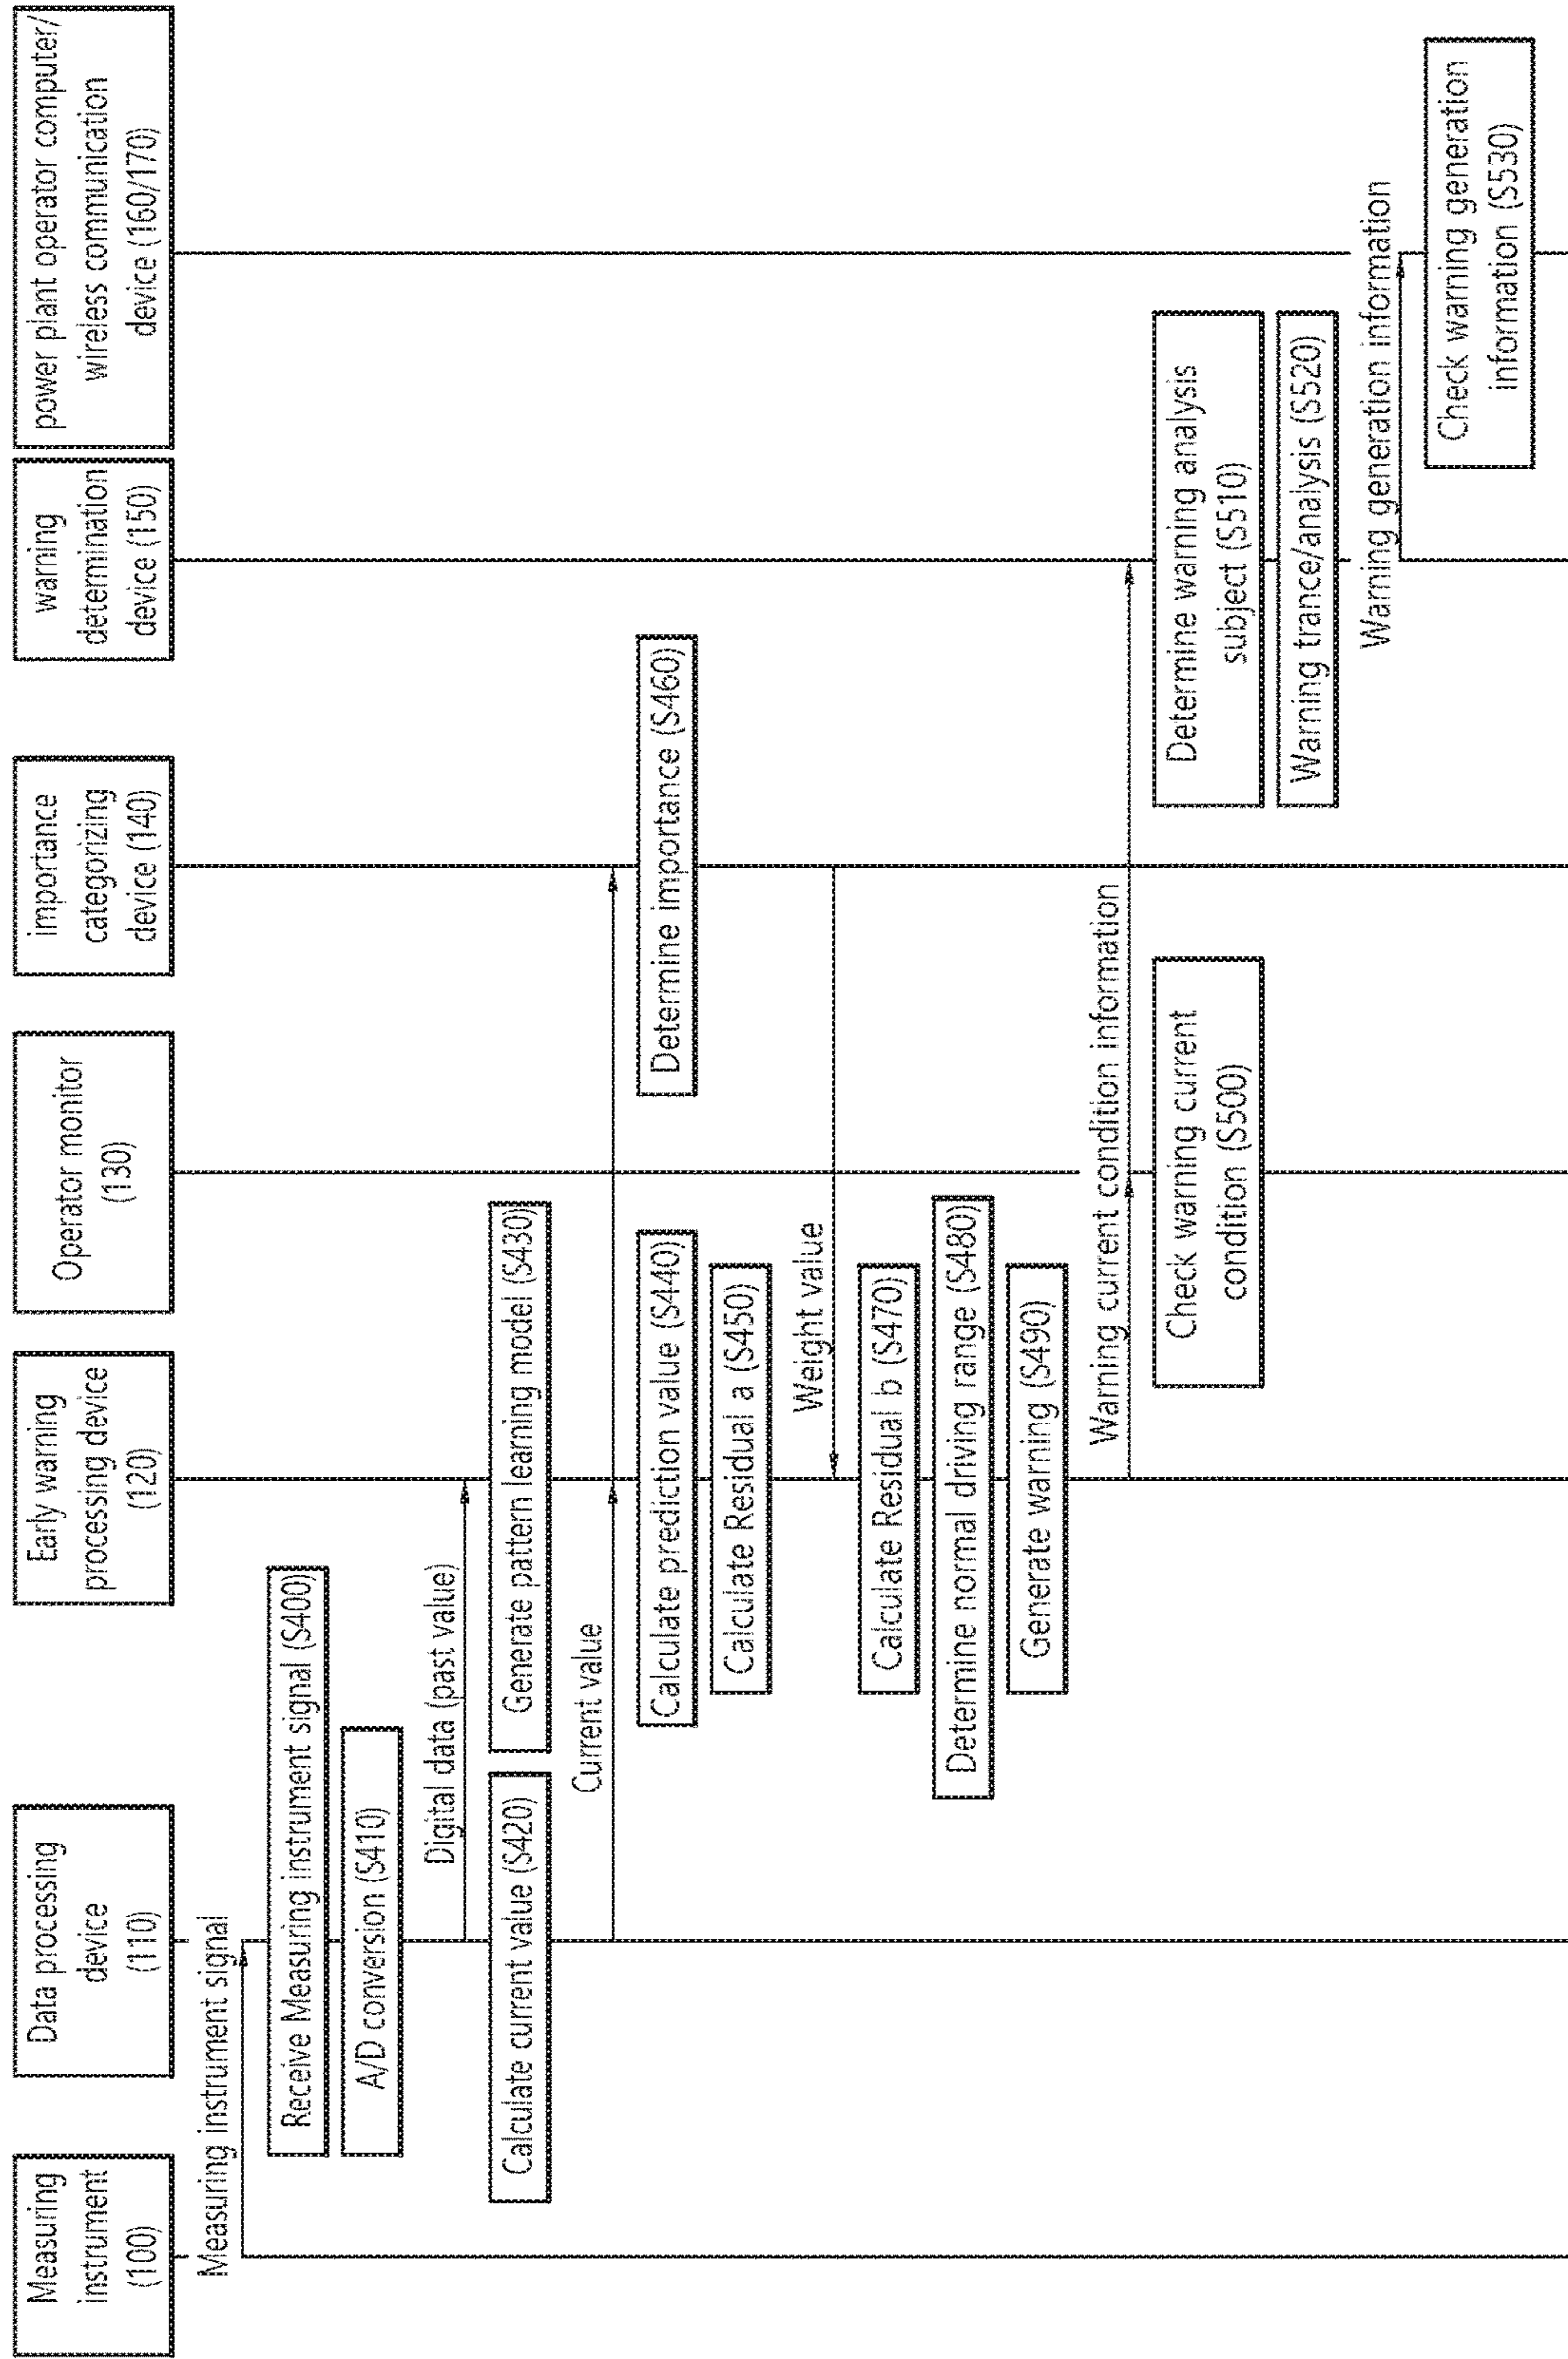 Measuring
instrument
(100)
Data processing
device
(110)
Early warning
processing device
(120)
Operator monitor
(130)
importance
categorizing
device (140)
warning
determination
device (150)
power plant operator computer/
wireless communication
device (160/170)
Measuring instrument signal
Receive Measuring instrument signal (S400)
A/D conversion (S410)
Digital data (past value)
Calculate current value (S420)
Generate pattern learning model (S430)
Current value
Calculate prediction value (S440)
Determine importance (S460)
Calculate Residual a (S450)
Weight value
Calculate Residual b (S470)
Determine normal driving range (S480)
Generate warning (S490)
Warning current condition information
Check warning current
condition (S500)
Determine warning analysis
subject (S510)
Warning trance/analysis (S520)
Warning generation information
Check warning generation
information (S530)